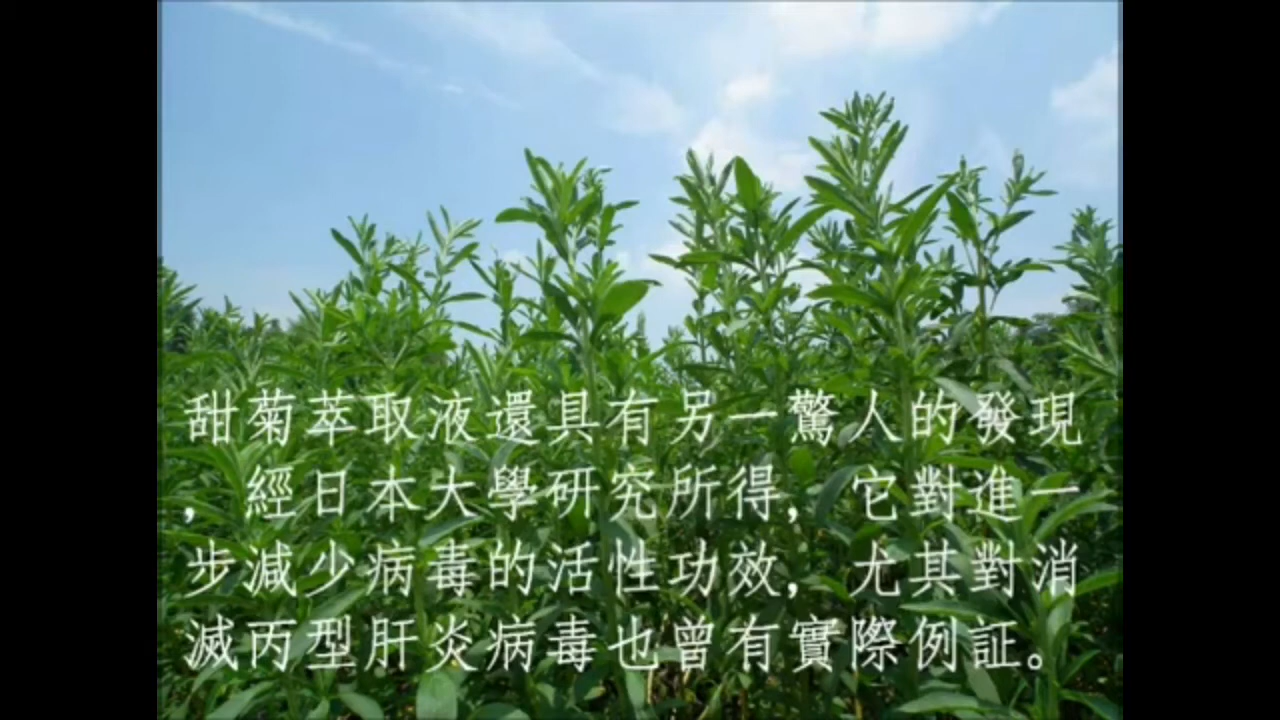 甜菊萃取液還具有另一驚人的發現
，經日本大學研究所得，它對進一
步減少病毒的活性功效，尤其對消
滅丙型肝炎病毒也曾有實際例証。